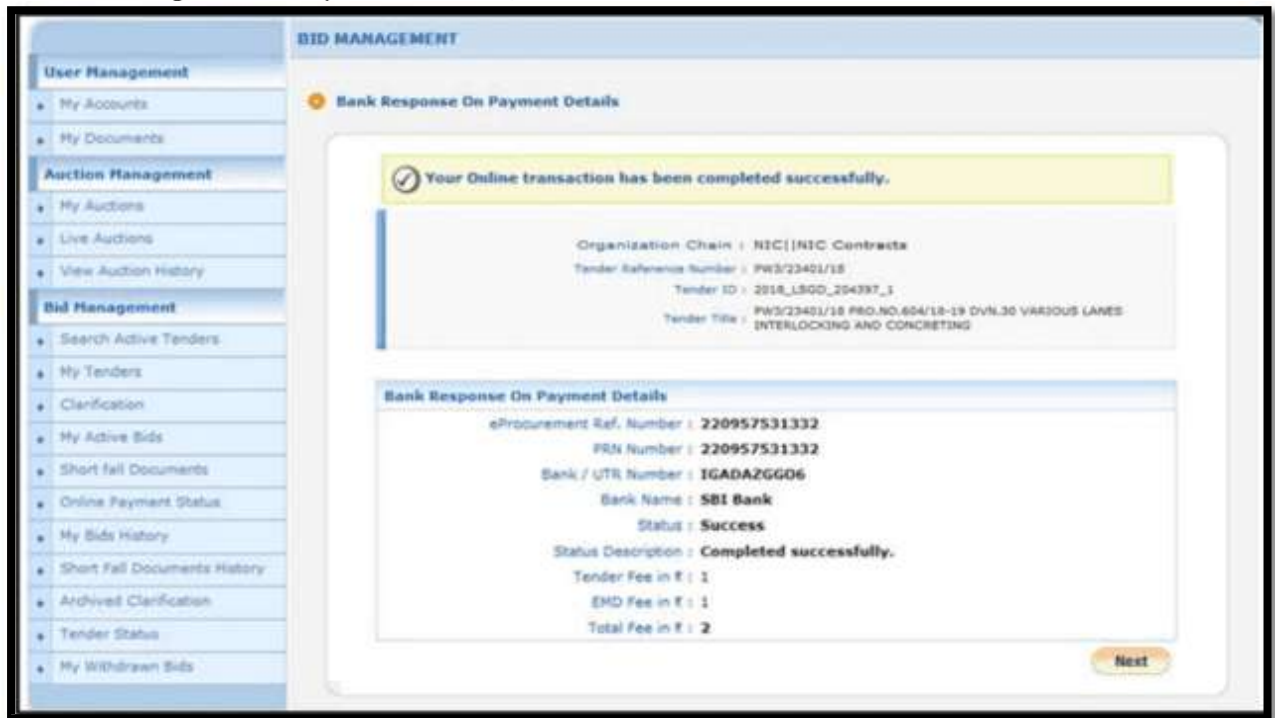 BID MANAGEMENT
User Management
My Accounts
My Documents
Auction Management
My Auctions
Live Auctions
View Auction History
Bid Management
Search Active Tenders
My Tenders
Clarification
My Active Bids
Short fall Documents
Online Payment Status
My Bids History
Short Fall Documents History
Archived Clarification
Tender Status
My Withdrawn Bids
Bank Response On Payment Details
Your Online transaction has been completed successfully.
Organization Chain : NIC||NIC Contracts
Tender Reference Number : PW3/23401/18
Tender ID : 2018_LSGD_204397_1
Tender Title : PW3/23401/18 PRO.NO.604/18-19 DVN.30 VARIOUS LANES
INTERLOCKING AND CONCRETING
Bank Response On Payment Details
eProcurement Ref. Number : 220957531332
PRN Number : 220957531332
Bank / UTR Number : IGADAZGGO6
Bank Name : SBI Bank
Status : Success
Status Description : Completed successfully.
Tender Fee in ₹ : 1
EMD Fee in ₹ : 1
Total Fee in ₹ : 2
Next